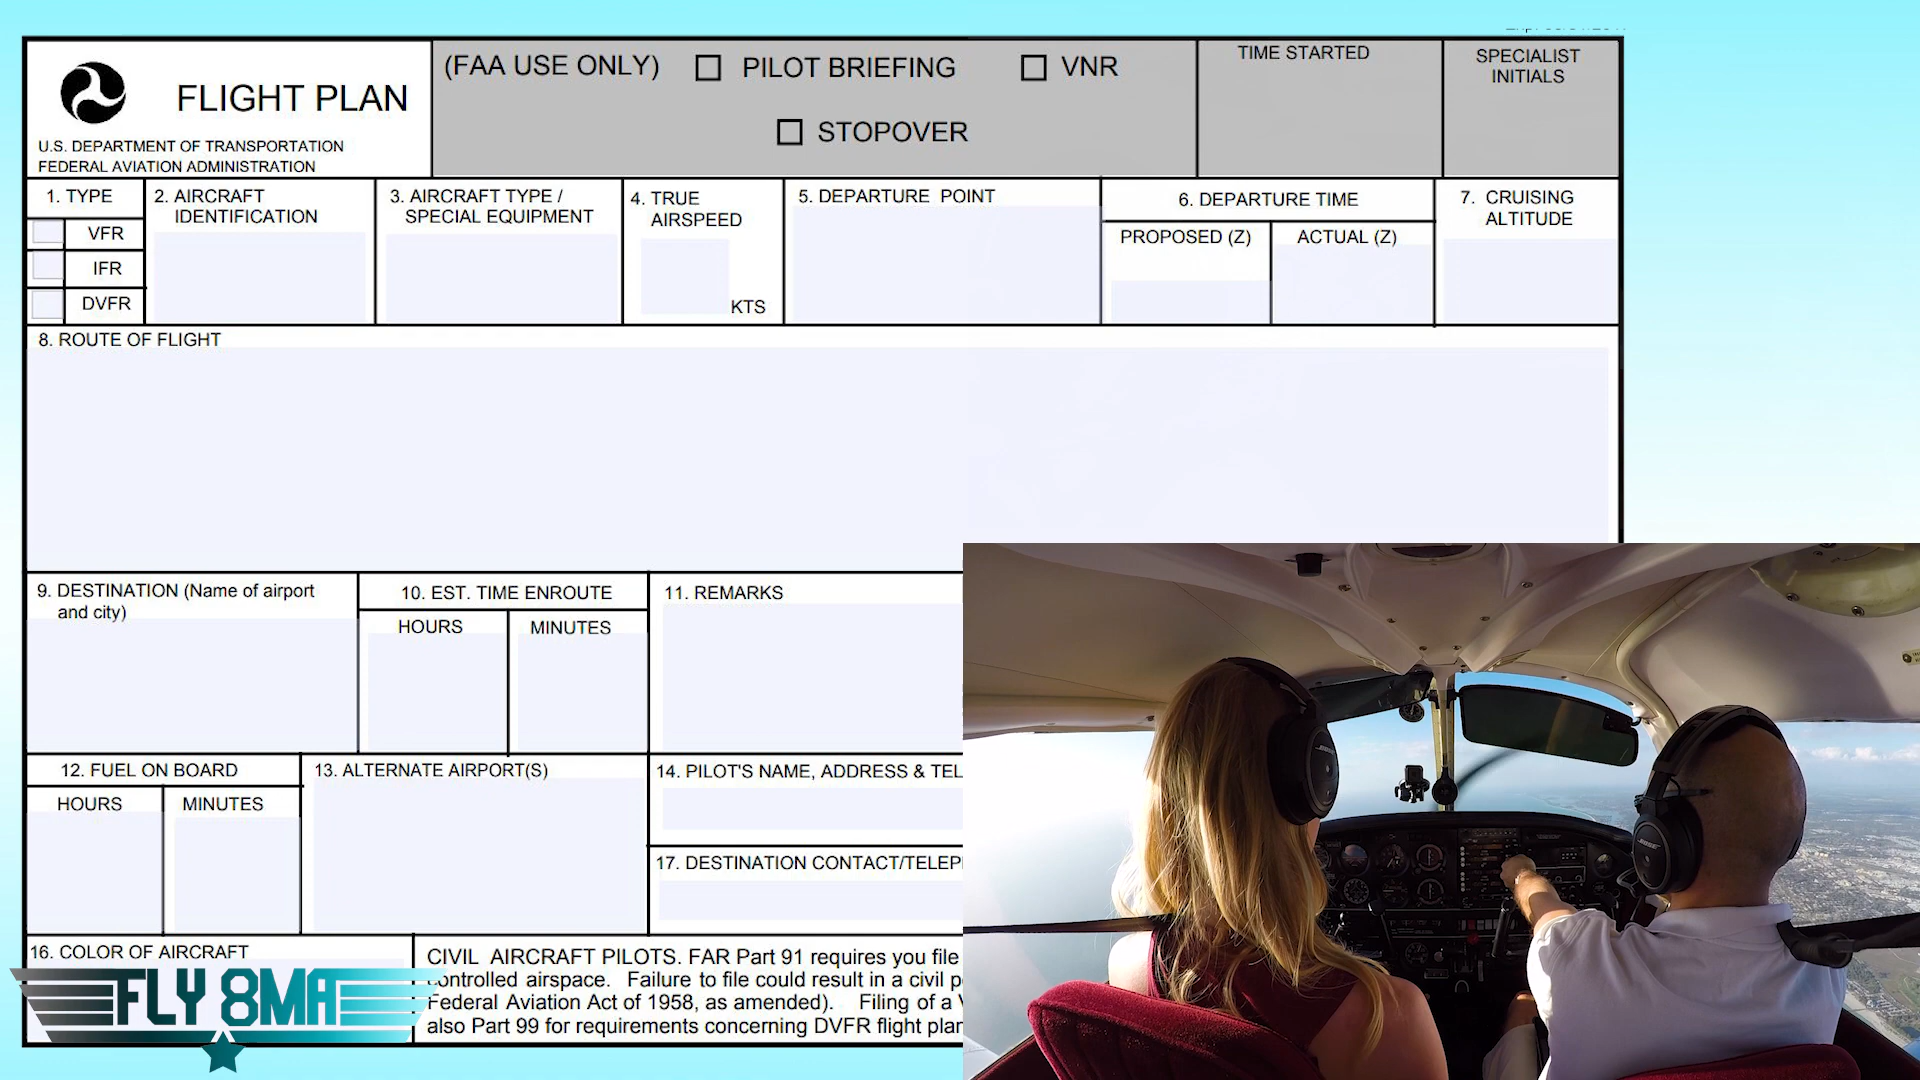 (FAA USE ONLY) PILOT BRIEFING VNR
STOPOVER
TIME STARTED
SPECIALIST
INITIALS
FLIGHT PLAN
U.S. DEPARTMENT OF TRANSPORTATION
FEDERAL AVIATION ADMINISTRATION
1. TYPE
VFR
IFR
DVFR
2. AIRCRAFT
IDENTIFICATION
3. AIRCRAFT TYPE /
SPECIAL EQUIPMENT
4. TRUE
AIRSPEED
KTS
5. DEPARTURE POINT
6. DEPARTURE TIME
PROPOSED (Z)
ACTUAL (Z)
7. CRUISING
ALTITUDE
8. ROUTE OF FLIGHT
9. DESTINATION (Name of airport
and city)
10. EST. TIME ENROUTE
HOURS
MINUTES
11. REMARKS
12. FUEL ON BOARD
HOURS
MINUTES
13. ALTERNATE AIRPORT(S)
14. PILOT'S NAME, ADDRESS & TEL
17. DESTINATION CONTACT/TELEP
16. COLOR OF AIRCRAFT
CIVIL AIRCRAFT PILOTS. FAR Part 91 requires you file
controlled airspace. Failure to file could result in a civil p
Federal Aviation Act of 1958, as amended). Filing of a V
also Part 99 for requirements concerning DVFR flight plan
FLY 8MA
BOSE
BOSE